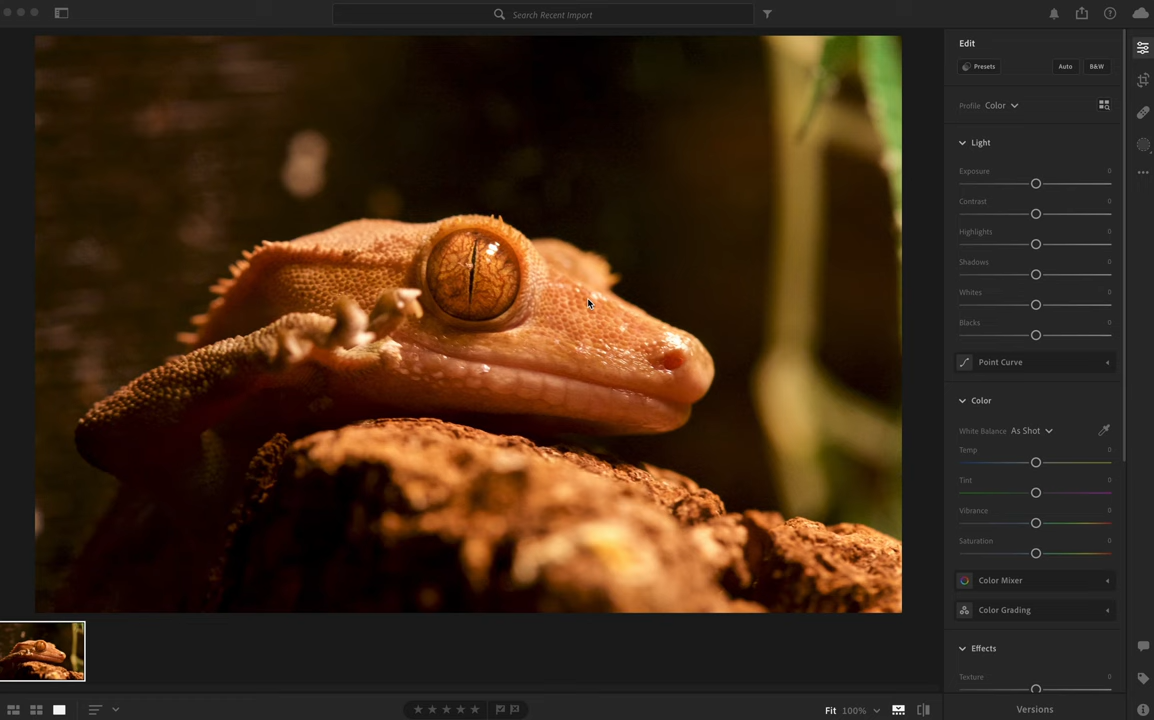 Search Recent Import
Edit
Presets
Auto
B&W
Profile Color
Light
Exposure 0
Contrast 0
Highlights 0
Shadows 0
Whites 0
Blacks 0
Point Curve
Color
White Balance As Shot
Temp 0
Tint 0
Vibrance 0
Saturation 0
Color Mixer
Color Grading
Effects
Texture 0
Fit 100%
Versions